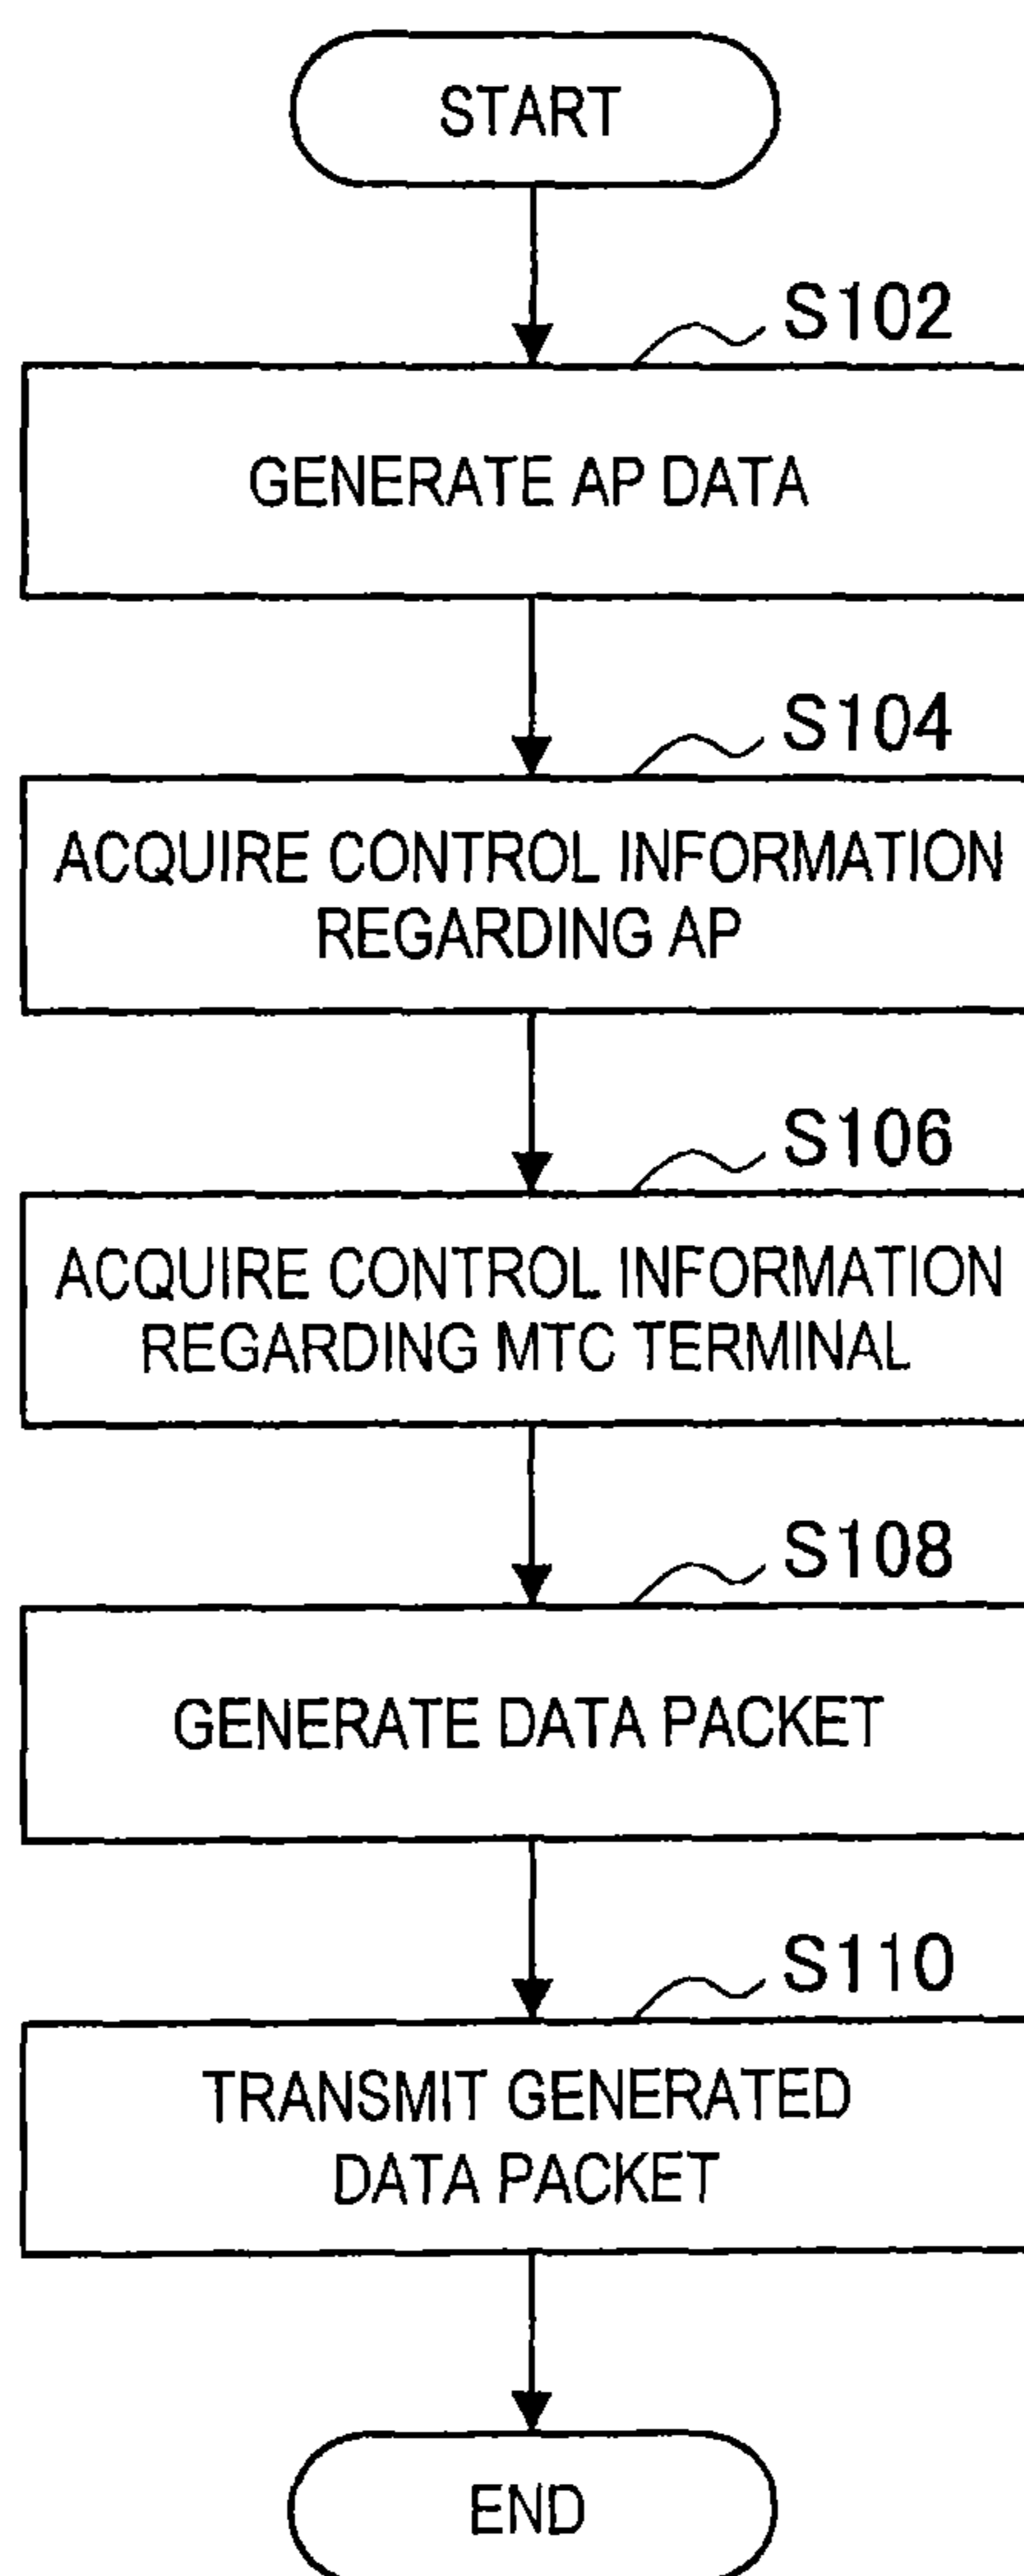 START
S102
GENERATE AP DATA
S104
ACQUIRE CONTROL INFORMATION
REGARDING AP
S106
ACQUIRE CONTROL INFORMATION
REGARDING MTC TERMINAL
S108
GENERATE DATA PACKET
S110
TRANSMIT GENERATED
DATA PACKET
END